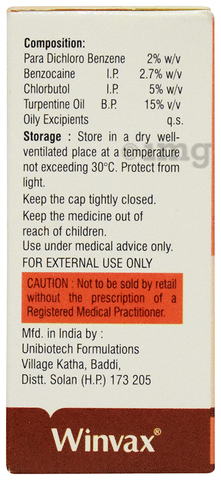 Composition:
Para Dichloro Benzene 2% w/v
Benzocaine I.P. 2.7% w/v
Chlorbutol I.P. 5% w/v
Turpentine Oil B.P. 15% v/v
Oily Excipients q.s.
Storage : Store in a dry well-
ventilated place at a temperature
not exceeding 30°C. Protect from
light.
Keep the cap tightly closed.
Keep the medicine out of
reach of children.
Use under medical advice only.
FOR EXTERNAL USE ONLY
CAUTION : Not to be sold by retail
without the prescription of a
Registered Medical Practitioner.
Mfd. in India by :
Unibiotech Formulations
Village Katha, Baddi,
Distt. Solan (H.P.) 173 205
Winvax®